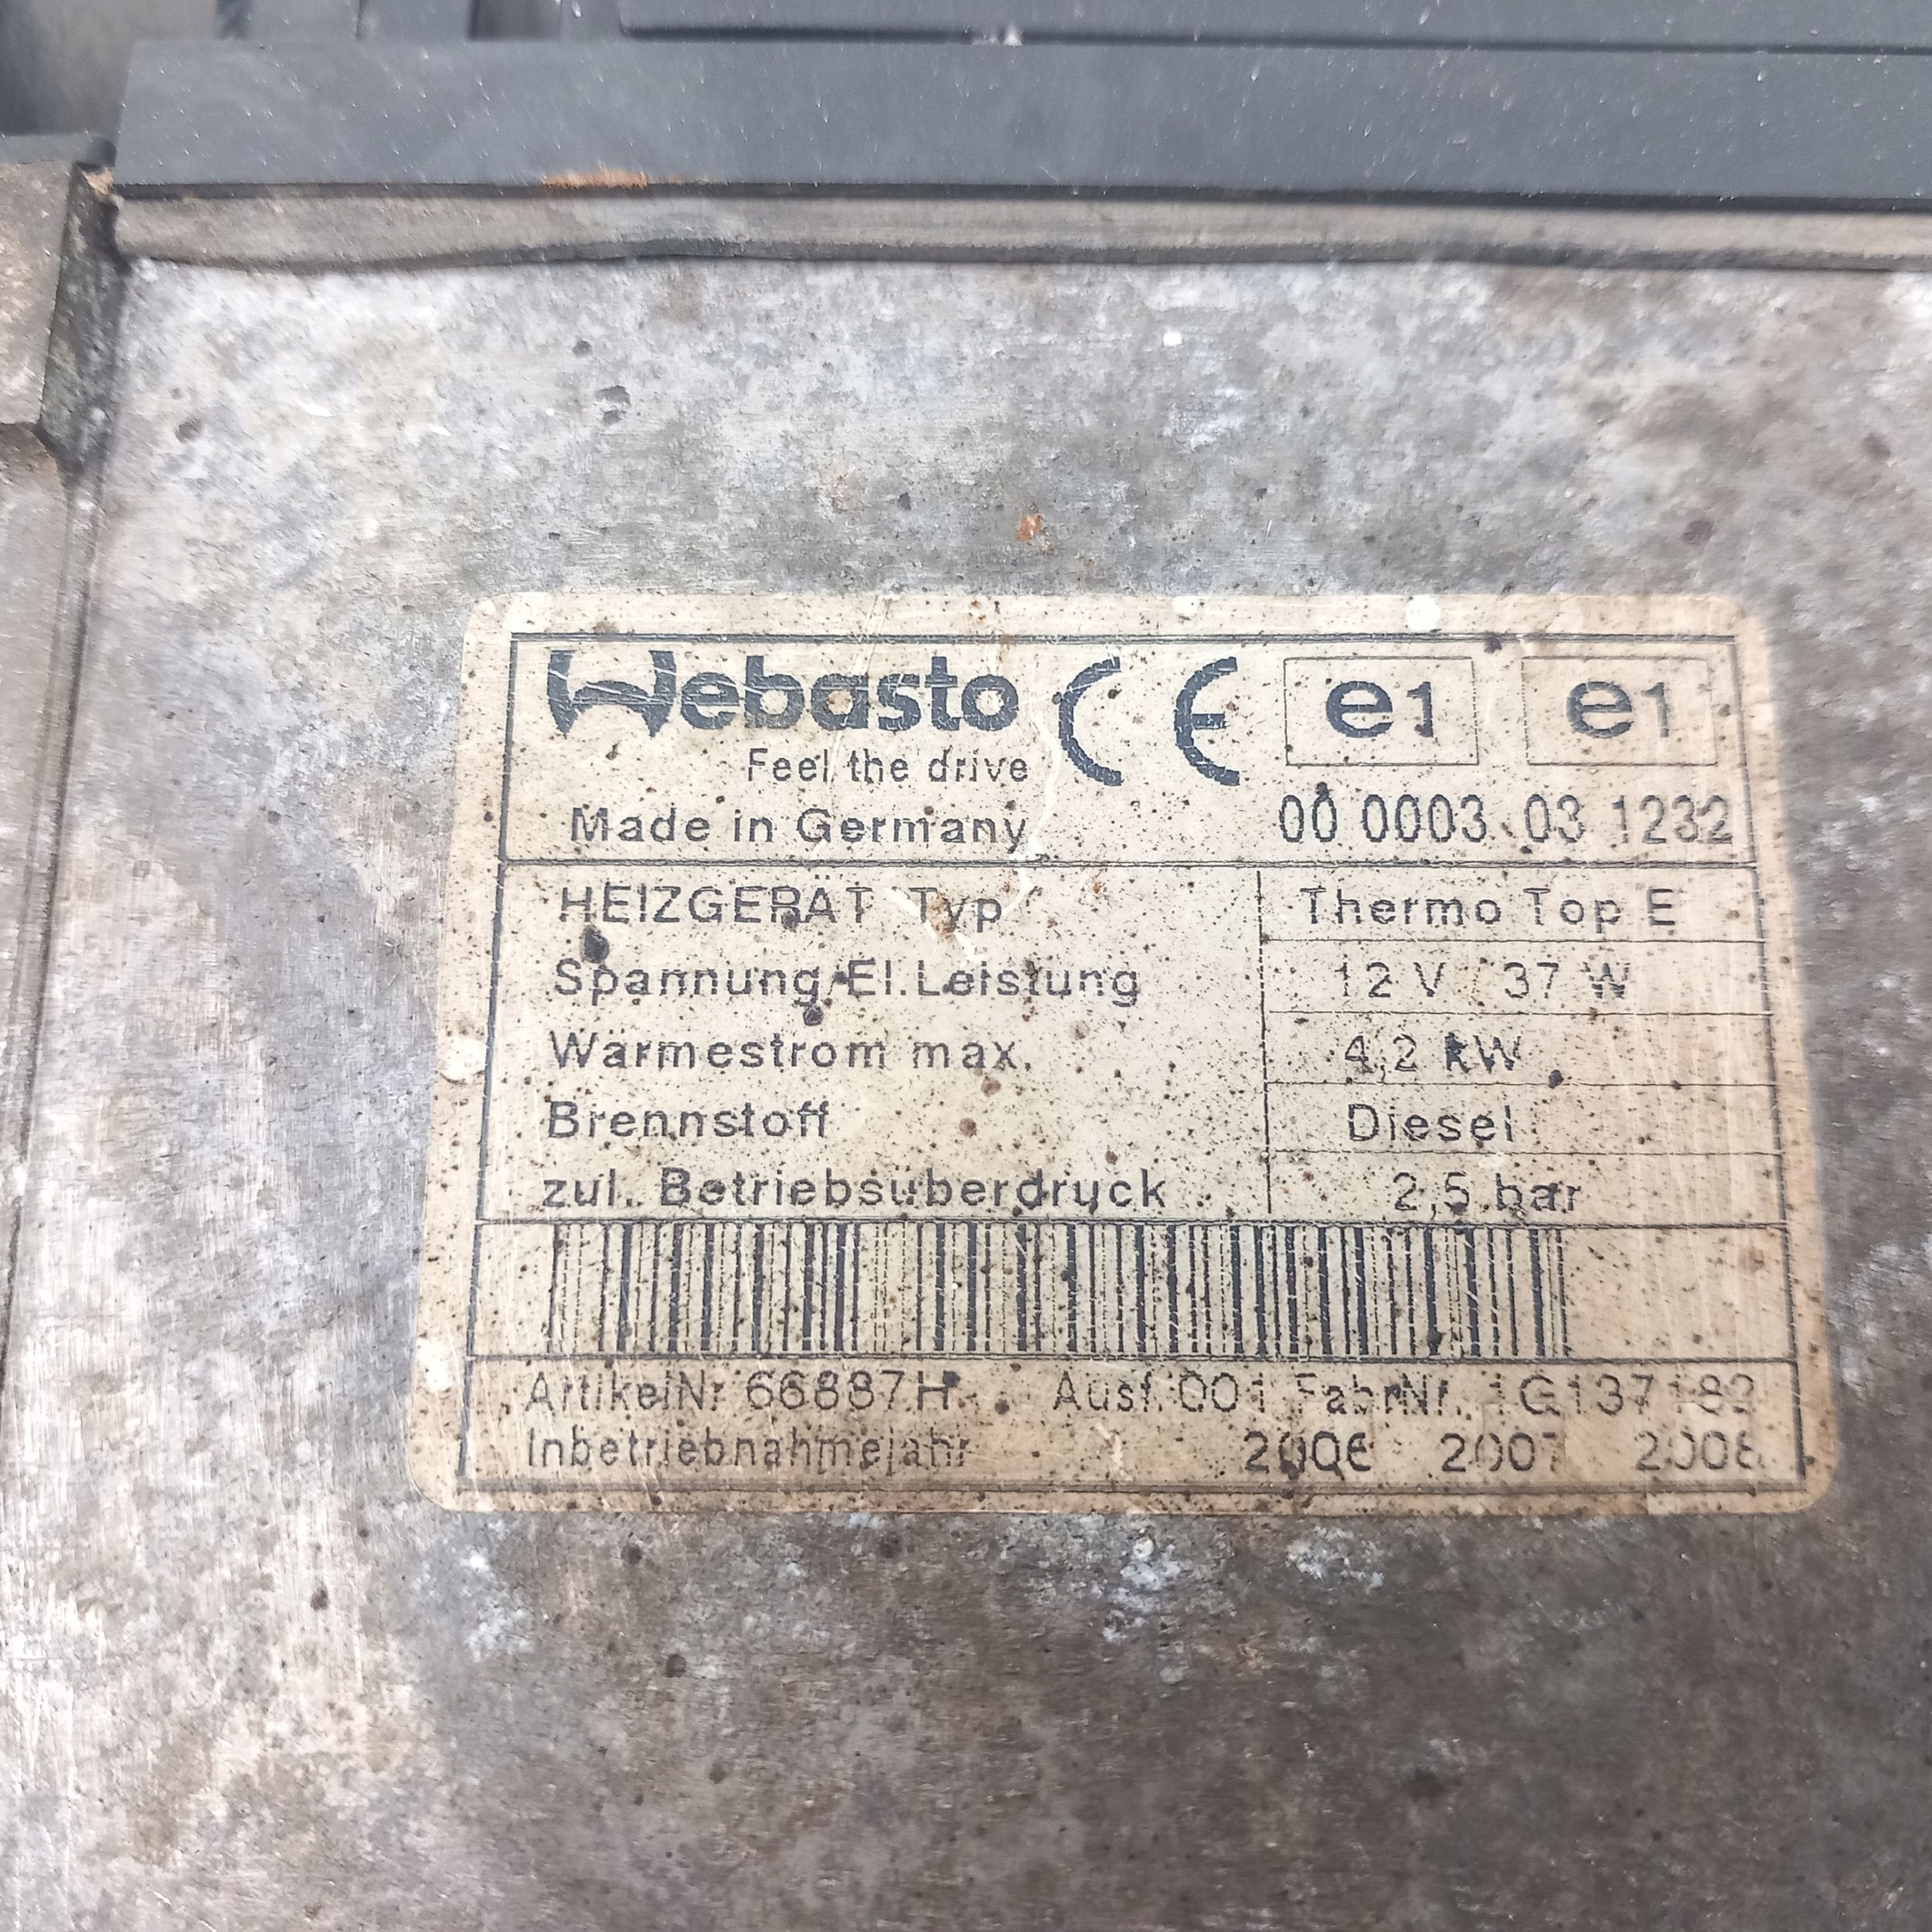 Webasto CE e1 e1
Feel the drive
Made in Germany 00 0003 03 1232
HEIZGERÄT Typ Thermo Top E
Spannung/El.Leistung 12 V / 37 W
Wärmestrom max. 4,2 kW
Brennstoff Diesel
zul. Betriebsüberdruck 2,5 bar
ArtikelNr 66887H Ausf. 001 FabrNr. 1G137182
Inbetriebnahmejahr 2006 2007 2008